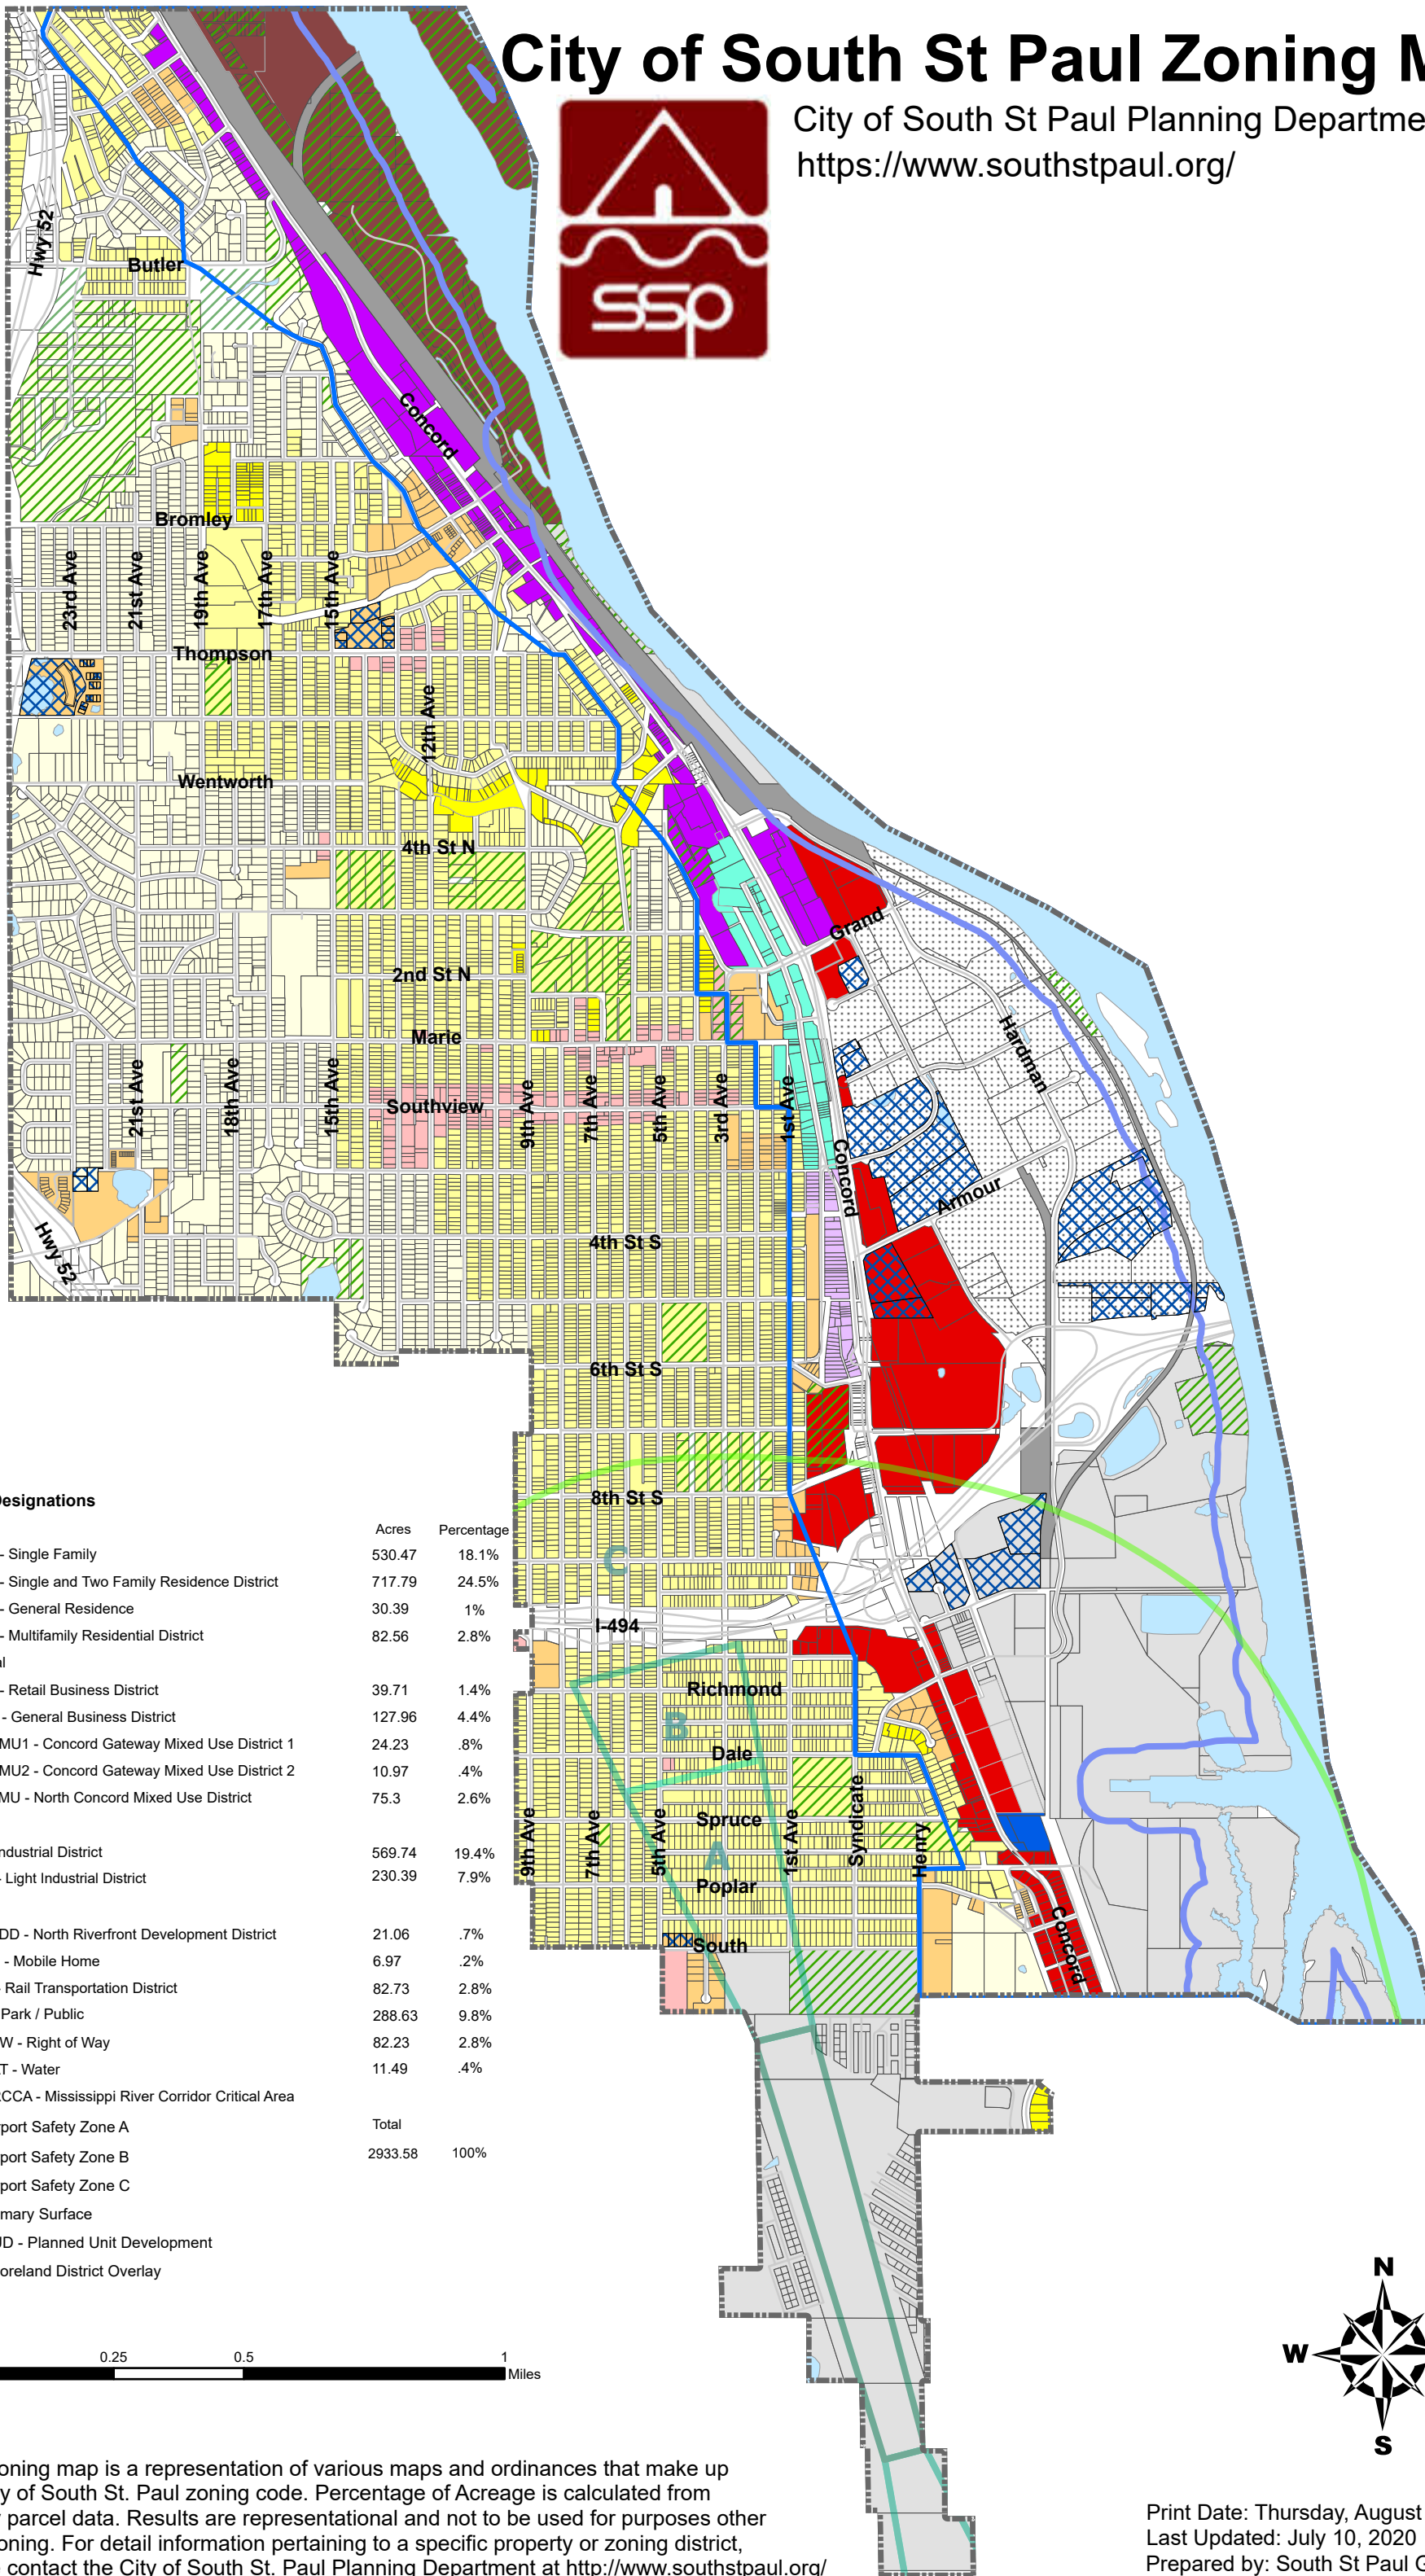 City of South St Paul Zoning M
City of South St Paul Planning Departme
https://www.southstpaul.org/
ssp
Hwy 52
Butler
Concord
Bromley
23rd Ave
21st Ave
19th Ave
17th Ave
15th Ave
Thompson
12th Ave
Wentworth
4th St N
Grand
2nd St N
Hardman
Marie
21st Ave
18th Ave
15th Ave
Southview
9th Ave
7th Ave
5th Ave
3rd Ave
1st Ave
Concord
Armour
Hwy 52
4th St S
6th St S
8th St S
C
I-494
Richmond
B
Dale
Spruce
A
Poplar
South
9th Ave
7th Ave
5th Ave
1st Ave
Syndicate
Henry
Concord
Designations
Acres Percentage
- Single Family 530.47 18.1%
- Single and Two Family Residence District 717.79 24.5%
- General Residence 30.39 1%
- Multifamily Residential District 82.56 2.8%
al
- Retail Business District 39.71 1.4%
- General Business District 127.96 4.4%
MU1 - Concord Gateway Mixed Use District 1 24.23 .8%
MU2 - Concord Gateway Mixed Use District 2 10.97 .4%
MU - North Concord Mixed Use District 75.3 2.6%
ndustrial District 569.74 19.4%
- Light Industrial District 230.39 7.9%
DD - North Riverfront Development District 21.06 .7%
- Mobile Home 6.97 .2%
- Rail Transportation District 82.73 2.8%
Park / Public 288.63 9.8%
W - Right of Way 82.23 2.8%
T - Water 11.49 .4%
CCA - Mississippi River Corridor Critical Area
port Safety Zone A Total
port Safety Zone B 2933.58 100%
port Safety Zone C
mary Surface
UD - Planned Unit Development
oreland District Overlay
0.25 0.5 1
Miles
N
W
S
oning map is a representation of various maps and ordinances that make up
y of South St. Paul zoning code. Percentage of Acreage is calculated from
y parcel data. Results are representational and not to be used for purposes other
oning. For detail information pertaining to a specific property or zoning district,
e contact the City of South St. Paul Planning Department at http://www.southstpaul.org/
Print Date: Thursday, August
Last Updated: July 10, 2020
Prepared by: South St Paul G